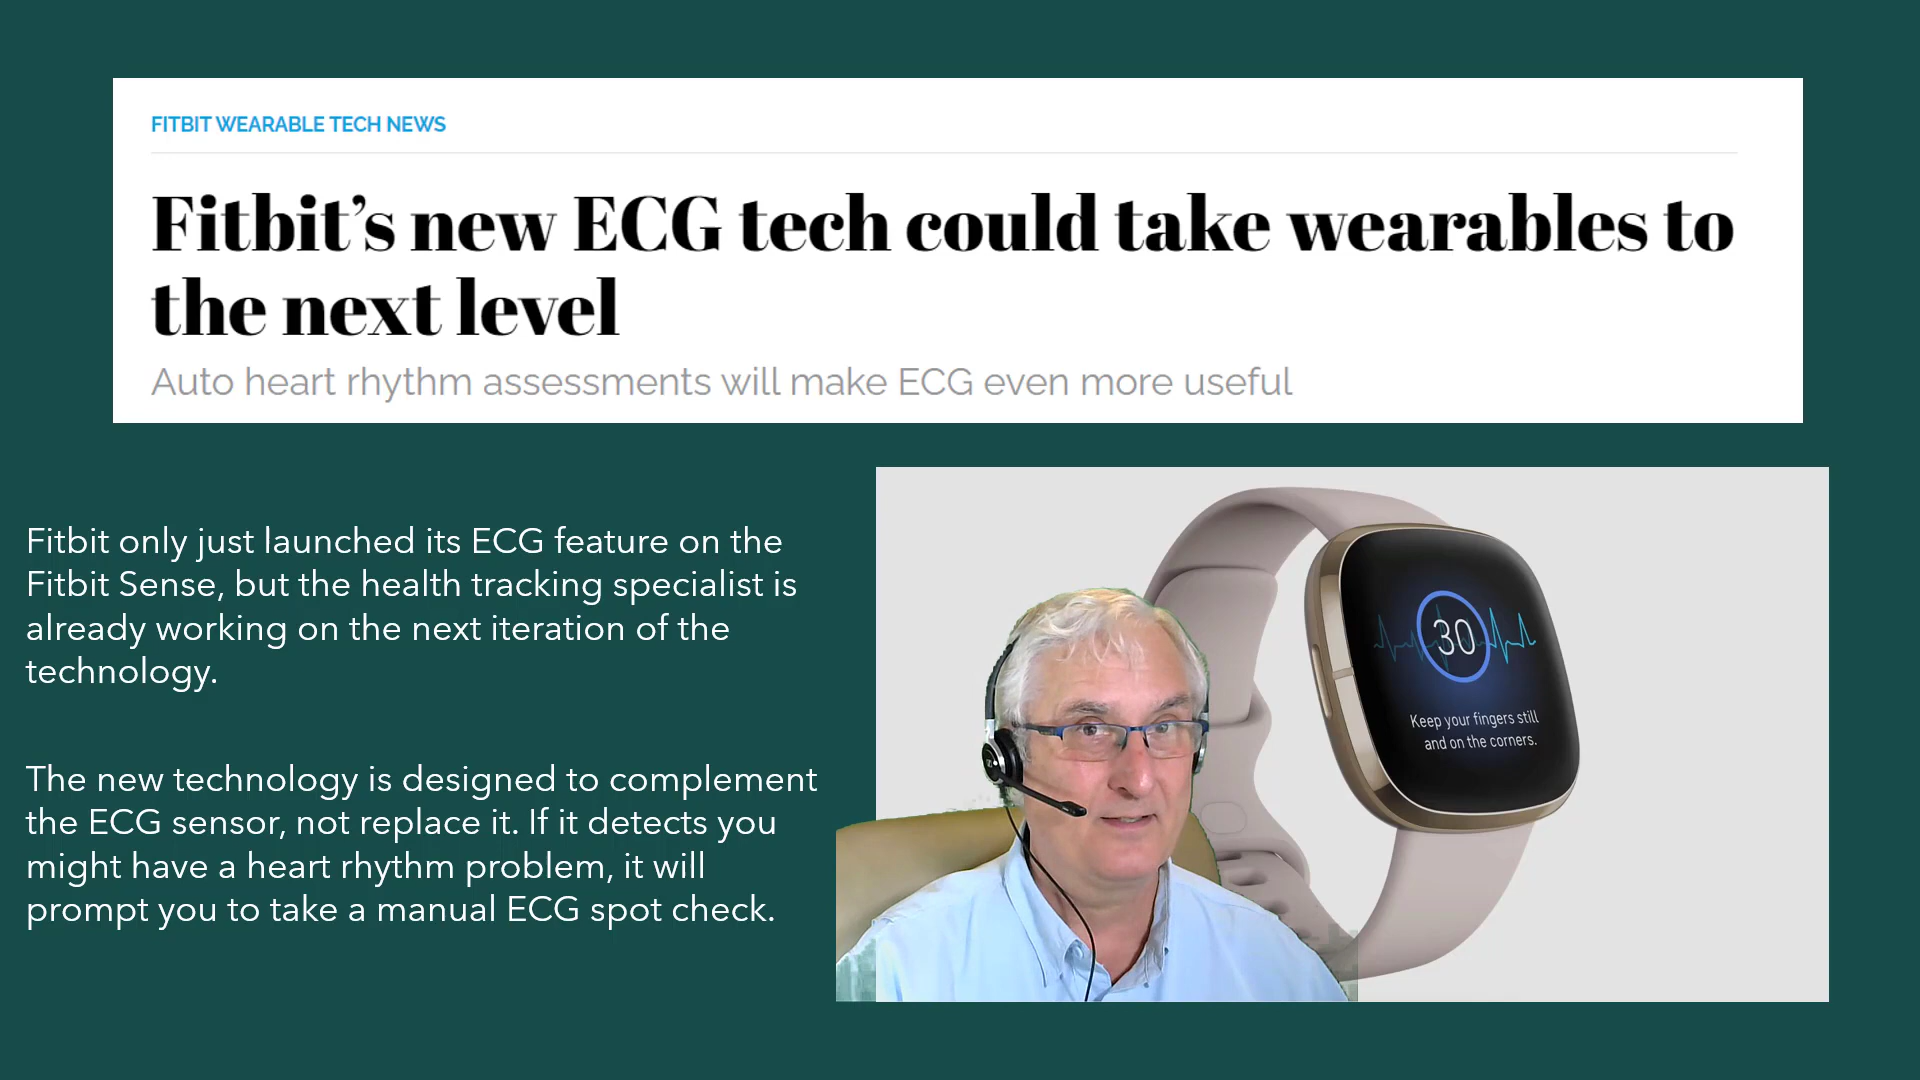 FITBIT WEARABLE TECH NEWS
Fitbit’s new ECG tech could take wearables to
the next level
Auto heart rhythm assessments will make ECG even more useful
Fitbit only just launched its ECG feature on the
Fitbit Sense, but the health tracking specialist is
already working on the next iteration of the
technology.
The new technology is designed to complement
the ECG sensor, not replace it. If it detects you
might have a heart rhythm problem, it will
prompt you to take a manual ECG spot check.
30
Keep your fingers still
and on the corners.